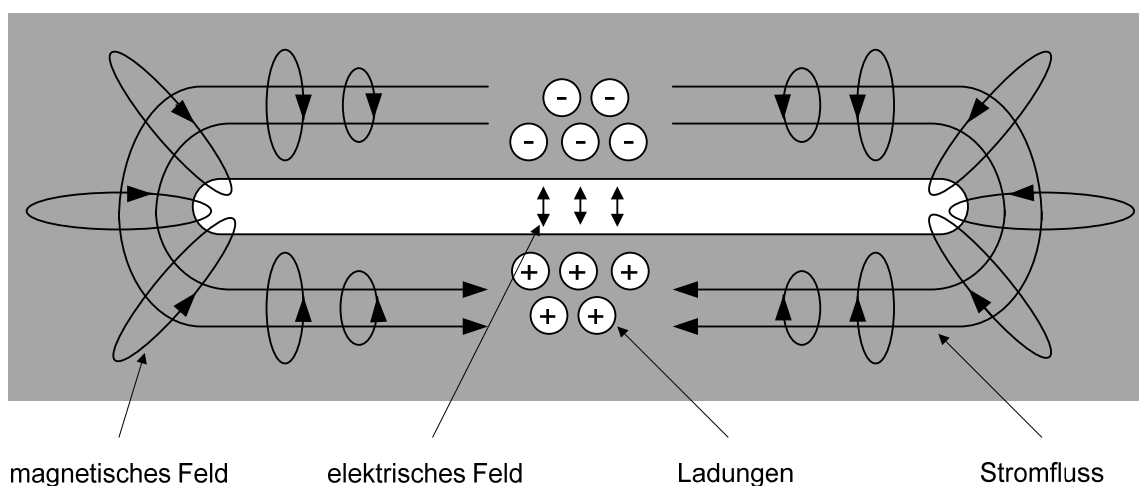 - -
- - -
+ + +
+ +
magnetisches Feld elektrisches Feld Ladungen Stromfluss